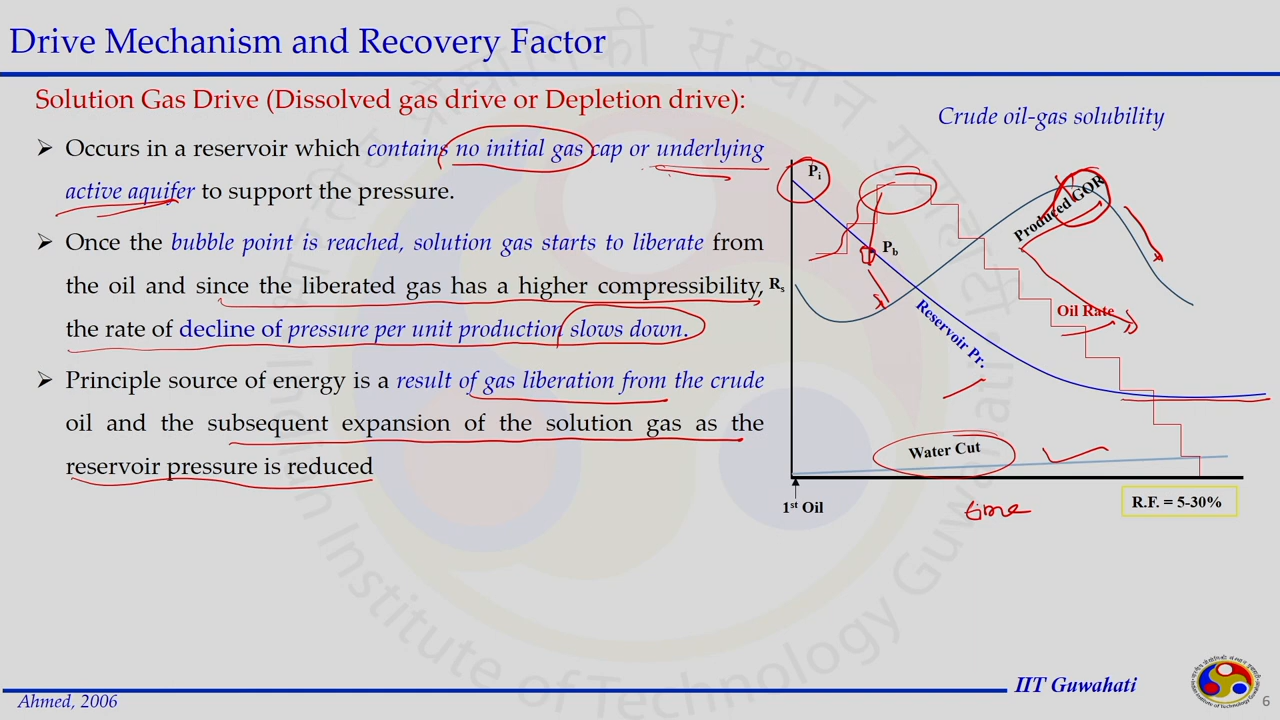 Drive Mechanism and Recovery Factor
Solution Gas Drive (Dissolved gas drive or Depletion drive):
➢ Occurs in a reservoir which contains no initial gas cap or underlying
active aquifer to support the pressure.
➢ Once the bubble point is reached, solution gas starts to liberate from
the oil and since the liberated gas has a higher compressibility,
the rate of decline of pressure per unit production slows down.
➢ Principle source of energy is a result of gas liberation from the crude
oil and the subsequent expansion of the solution gas as the
reservoir pressure is reduced
Crude oil-gas solubility
Pi
Produced GOR
Pb
Rs
Oil Rate
Reservoir Pr.
Water Cut
1st Oil
time
R.F. = 5-30%
Indian Institute of Technology Guwahati
IIT Guwahati
Ahmed, 2006
6